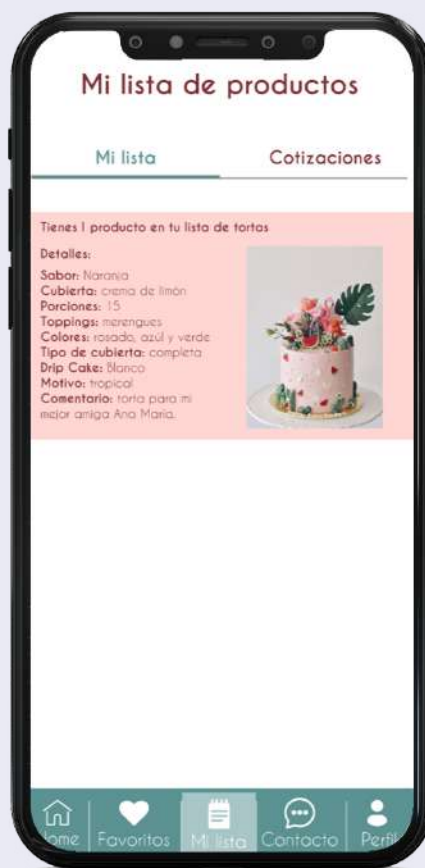 Mi lista de productos
Mi lista
Cotizaciones
Tienes 1 producto en tu lista de tortas
Detalles:
Sabor: Naranja
Cubierta: crema de limón
Porciones: 15
Toppings: merengues
Colores: rosado, azúl y verde
Tipo de cubierta: completa
Drip Cake: Blanco
Motivo: tropical
Comentario: torta para mi
mejor amiga Ana María.
Home
Favoritos
Mi lista
Contacto
Perfil